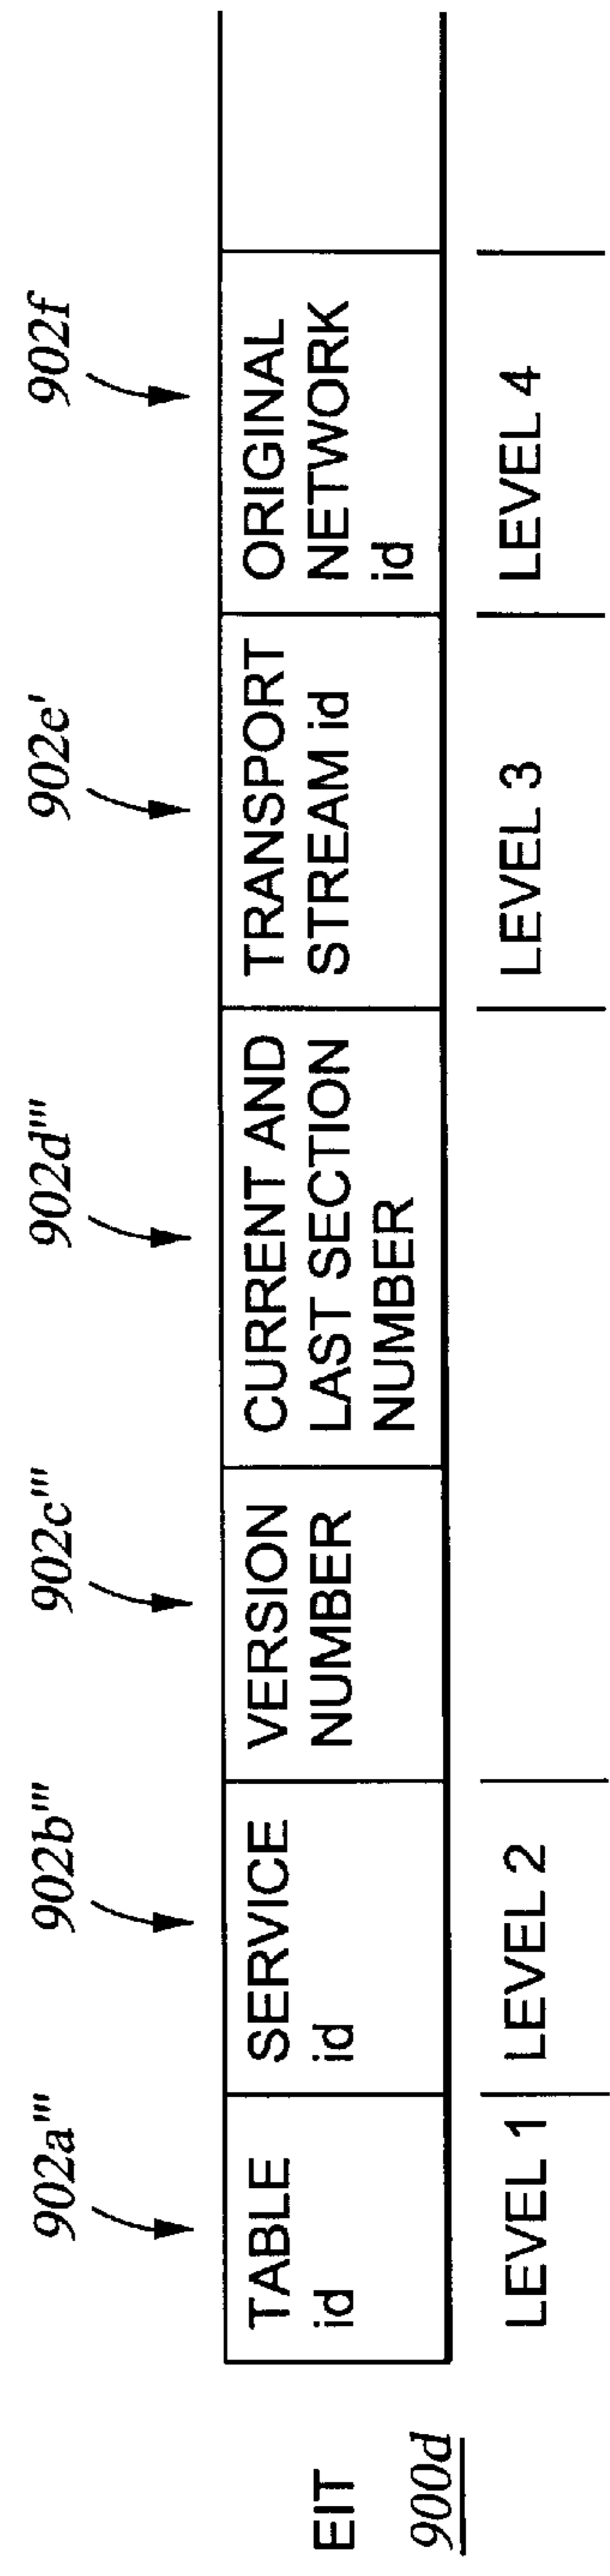 902a''' 902b''' 902c''' 902d''' 902e' 902f
EIT
900d
TABLE
id
SERVICE
id
VERSION
NUMBER
CURRENT AND
LAST SECTION
NUMBER
TRANSPORT
STREAM id
ORIGINAL
NETWORK
id
LEVEL 1 LEVEL 2 LEVEL 3 LEVEL 4